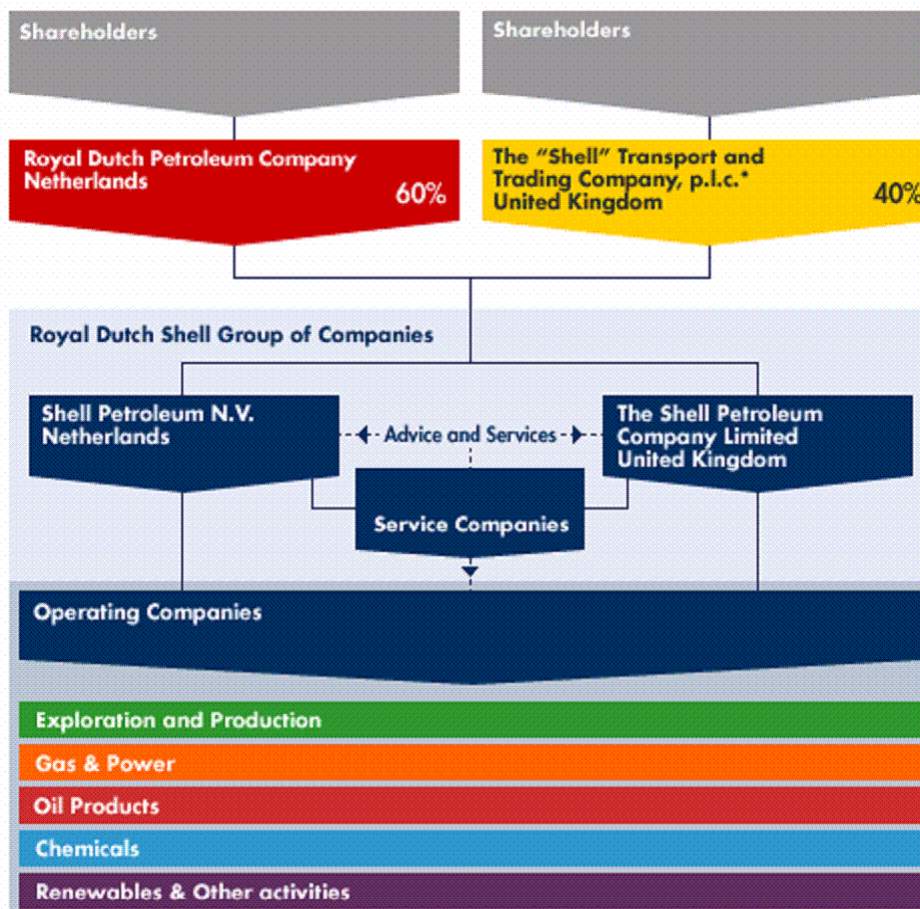 Shareholders
Shareholders
Royal Dutch Petroleum Company
Netherlands
60%
The “Shell” Transport and
Trading Company, p.l.c.*
United Kingdom
40%
Royal Dutch Shell Group of Companies
Shell Petroleum N.V.
Netherlands
Advice and Services
The Shell Petroleum
Company Limited
United Kingdom
Service Companies
Operating Companies
Exploration and Production
Gas & Power
Oil Products
Chemicals
Renewables & Other activities